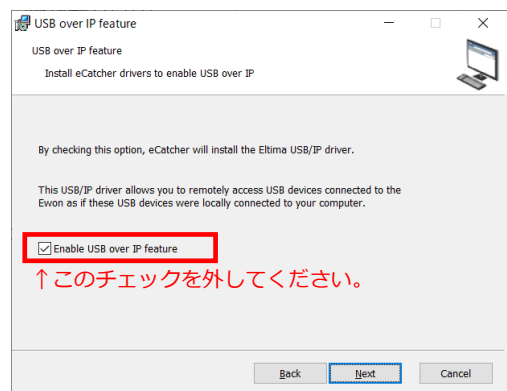 USB over IP feature
USB over IP feature
Install eCatcher drivers to enable USB over IP
By checking this option, eCatcher will install the Eltima USB/IP driver.
This USB/IP driver allows you to remotely access USB devices connected to the
Ewon as if these USB devices were locally connected to your computer.
Enable USB over IP feature
↑このチェックを外してください。
Back Next Cancel